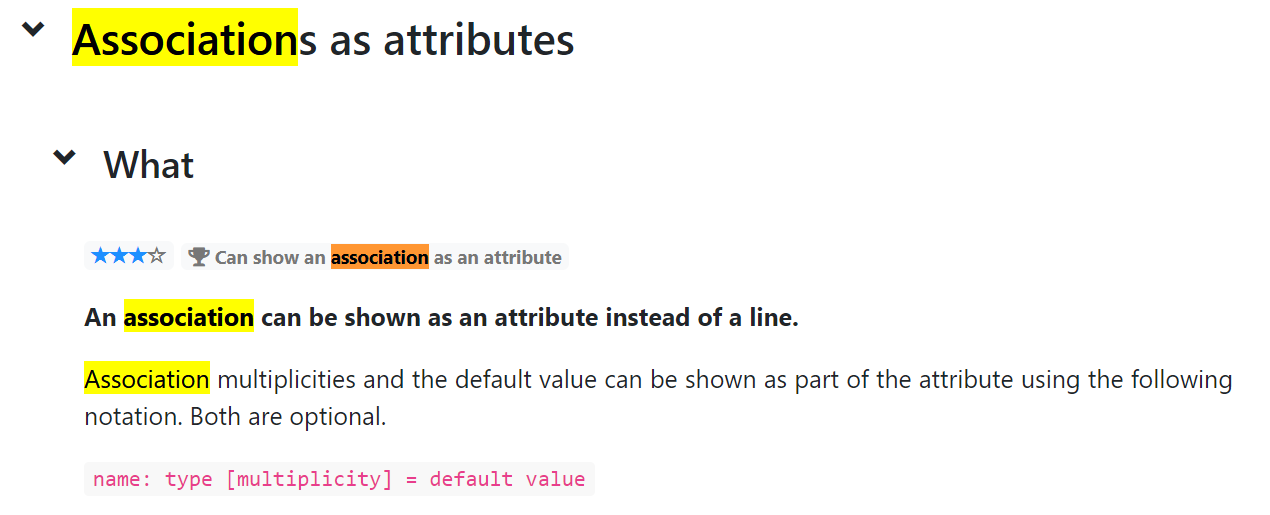 Associations as attributes
What
★★★☆ 🏆 Can show an association as an attribute
An association can be shown as an attribute instead of a line.
Association multiplicities and the default value can be shown as part of the attribute using the following
notation. Both are optional.
name: type [multiplicity] = default value